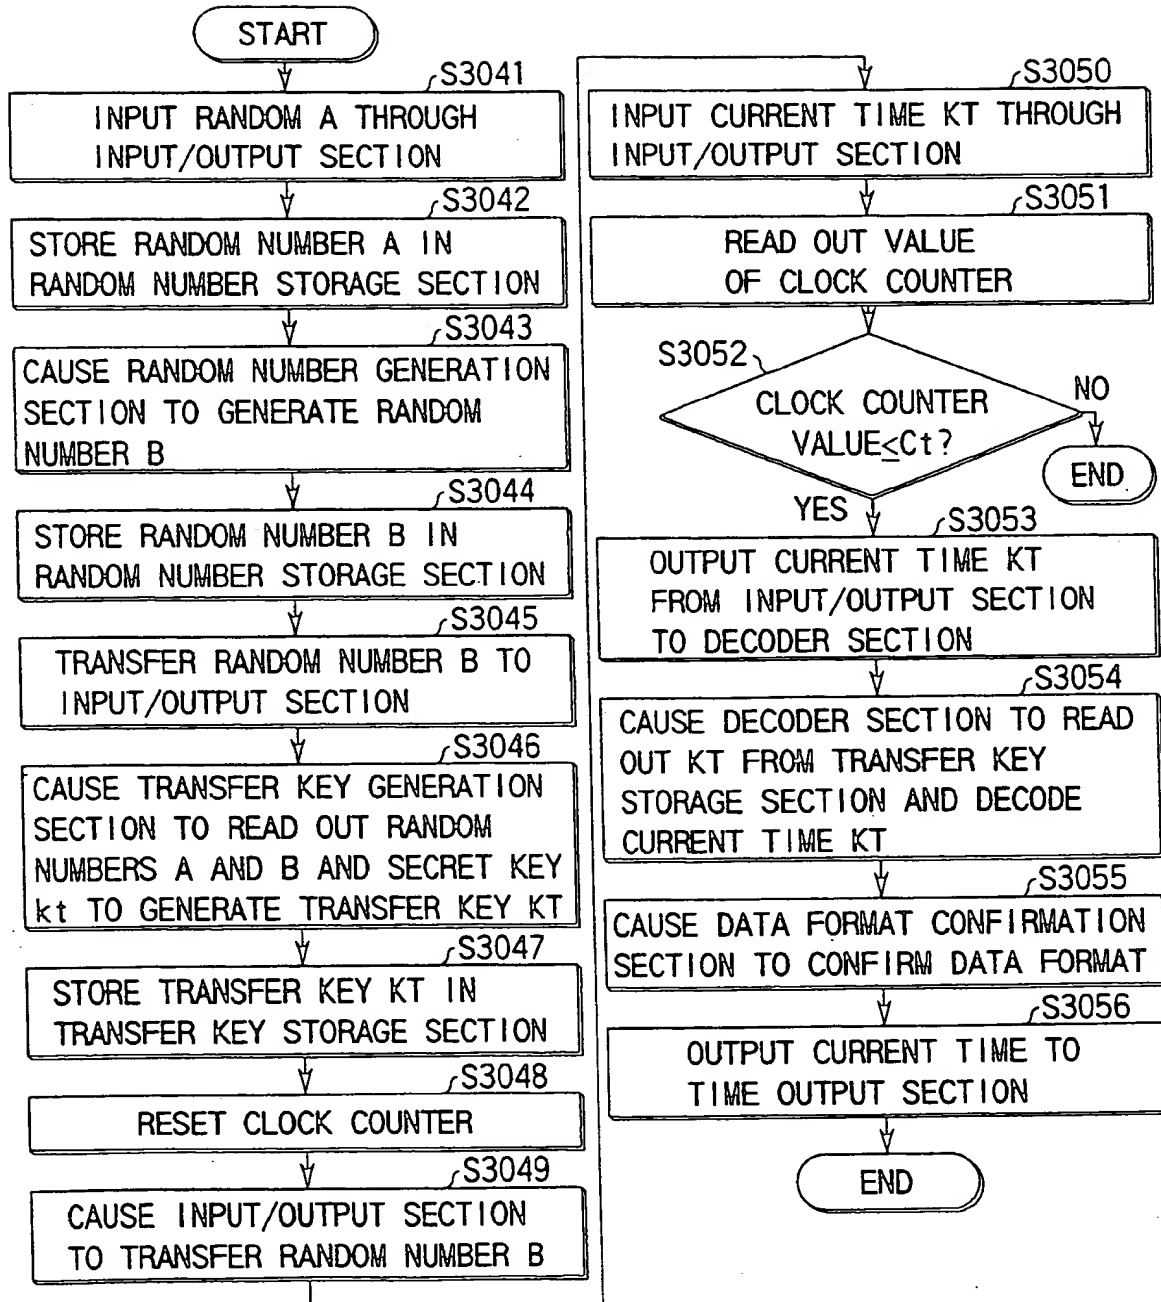 START
S3041
INPUT RANDOM A THROUGH
INPUT/OUTPUT SECTION
S3042
STORE RANDOM NUMBER A IN
RANDOM NUMBER STORAGE SECTION
S3043
CAUSE RANDOM NUMBER GENERATION
SECTION TO GENERATE RANDOM
NUMBER B
S3044
STORE RANDOM NUMBER B IN
RANDOM NUMBER STORAGE SECTION
S3045
TRANSFER RANDOM NUMBER B TO
INPUT/OUTPUT SECTION
S3046
CAUSE TRANSFER KEY GENERATION
SECTION TO READ OUT RANDOM
NUMBERS A AND B AND SECRET KEY
kt TO GENERATE TRANSFER KEY KT
S3047
STORE TRANSFER KEY KT IN
TRANSFER KEY STORAGE SECTION
S3048
RESET CLOCK COUNTER
S3049
CAUSE INPUT/OUTPUT SECTION
TO TRANSFER RANDOM NUMBER B
S3050
INPUT CURRENT TIME KT THROUGH
INPUT/OUTPUT SECTION
S3051
READ OUT VALUE
OF CLOCK COUNTER
S3052
CLOCK COUNTER
VALUE≤Ct?
NO
END
YES
S3053
OUTPUT CURRENT TIME KT
FROM INPUT/OUTPUT SECTION
TO DECODER SECTION
S3054
CAUSE DECODER SECTION TO READ
OUT KT FROM TRANSFER KEY
STORAGE SECTION AND DECODE
CURRENT TIME KT
S3055
CAUSE DATA FORMAT CONFIRMATION
SECTION TO CONFIRM DATA FORMAT
S3056
OUTPUT CURRENT TIME TO
TIME OUTPUT SECTION
END